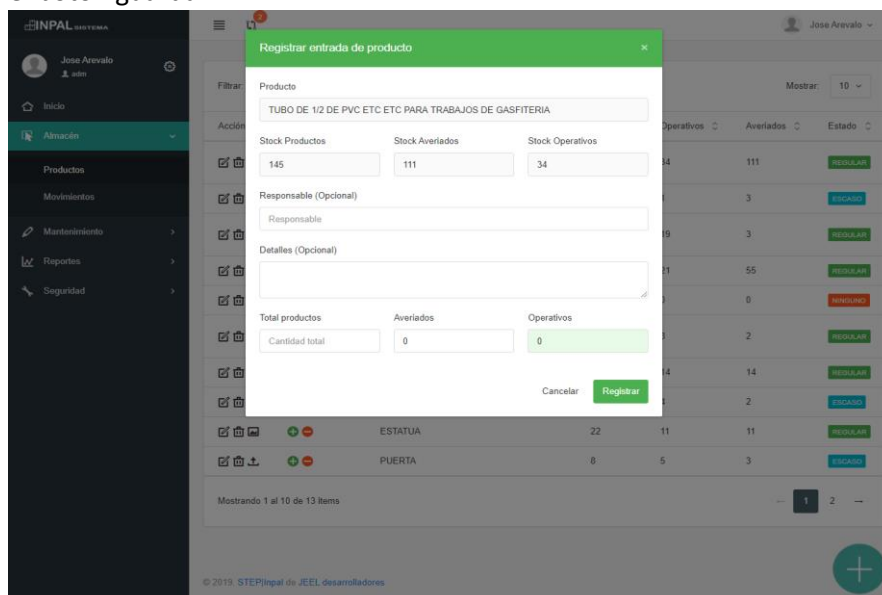 INPAL SISTEMA
2
Jose Arevalo
Jose Arevalo
adm
Inicio
Almacén
Productos
Movimientos
Mantenimiento
Reportes
Seguridad
Registrar entrada de producto ×
Producto
TUBO DE 1/2 DE PVC ETC ETC PARA TRABAJOS DE GASFITERIA
Stock Productos Stock Averiados Stock Operativos
145 111 34
Responsable (Opcional)
Responsable
Detalles (Opcional)
Total productos Averiados Operativos
Cantidad total 0 0
Cancelar Registrar
Filtrar: Mostrar: 10
Acción Operativos Averiados Estado
34 111 REGULAR
3 ESCASO
19 3 REGULAR
21 55 REGULAR
0 NINGUNO
2 REGULAR
14 14 REGULAR
2 ESCASO
ESTATUA 22 11 11 REGULAR
PUERTA 8 5 3 ESCASO
Mostrando 1 al 10 de 13 items
← 1 2 →
© 2019. STEP|Inpal de JEEL desarrolladores